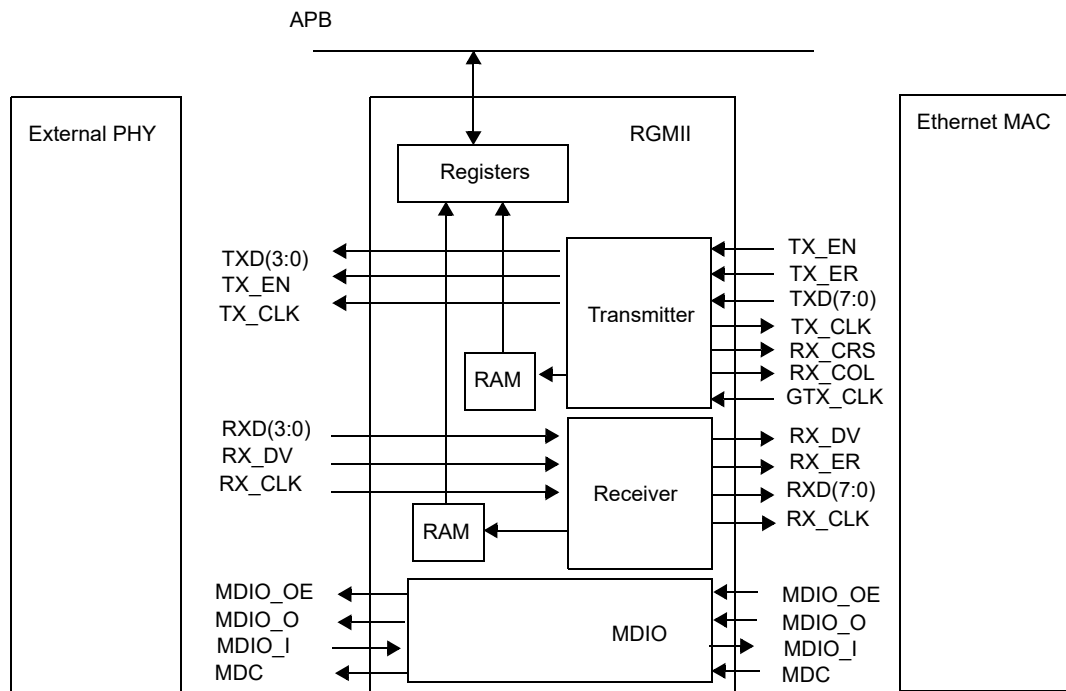 APB
External PHY
RGMII
Ethernet MAC
Registers
TXD(3:0)
TX_EN
TX_CLK
Transmitter
TX_EN
TX_ER
TXD(7:0)
TX_CLK
RX_CRS
RX_COL
GTX_CLK
RAM
RXD(3:0)
RX_DV
RX_CLK
Receiver
RX_DV
RX_ER
RXD(7:0)
RX_CLK
RAM
MDIO_OE
MDIO_O
MDIO_I
MDC
MDIO
MDIO_OE
MDIO_O
MDIO_I
MDC